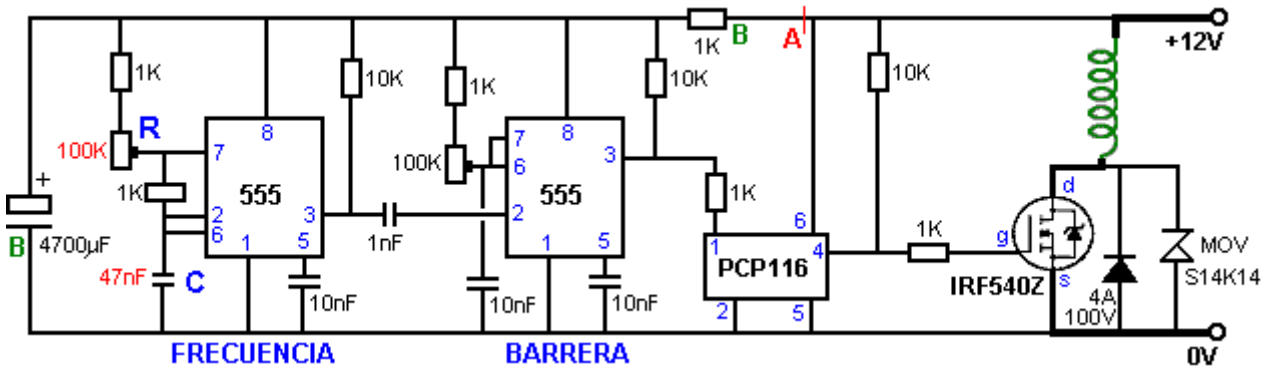 1K
B
A
+12V
1K
1K
10K
1K
10K
10K
R
100K
7
8
100K
7
6
8
3
+
1K
555
555
1K
d
B
4700µF
2
6
3
2
6
1K
g
MOV
1
5
1nF
1
5
1
PCP116
4
IRF540Z
s
S14K14
47nF
C
10nF
10nF
10nF
2
5
4A
100V
FRECUENCIA
BARRERA
0V